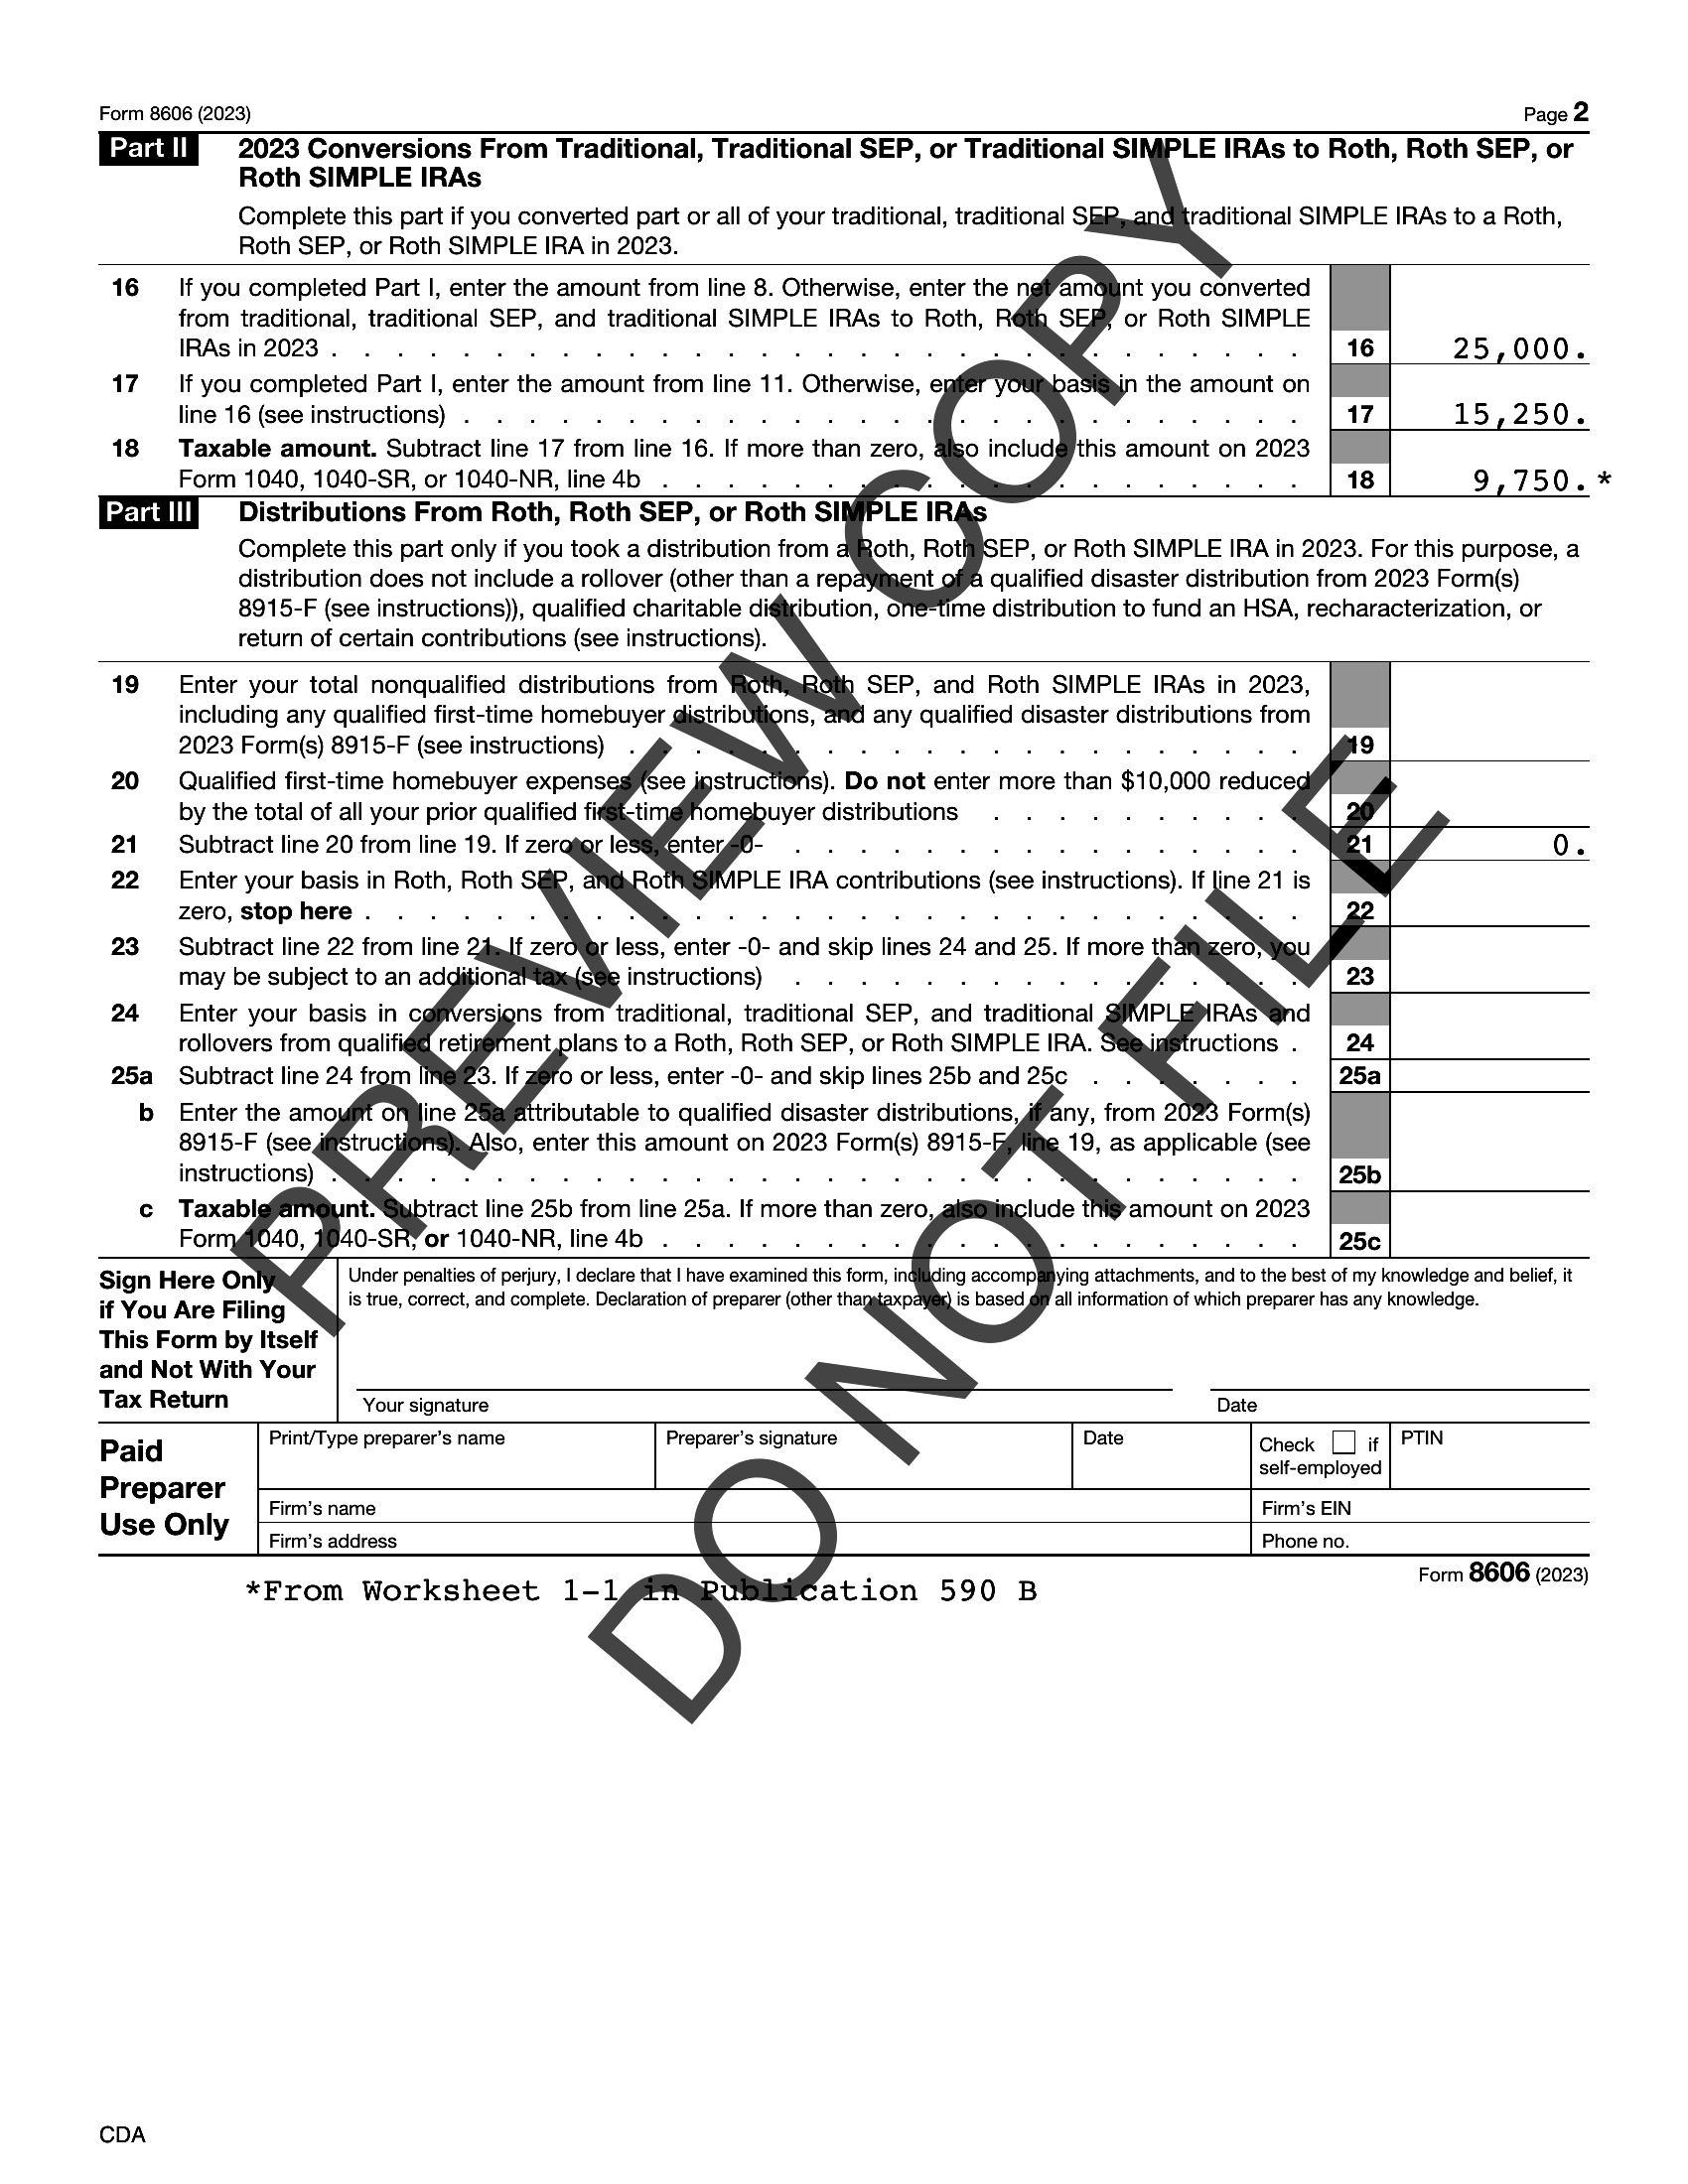 Form 8606 (2023) Page 2
Part II 2023 Conversions From Traditional, Traditional SEP, or Traditional SIMPLE IRAs to Roth, Roth SEP, or
Roth SIMPLE IRAs
Complete this part if you converted part or all of your traditional, traditional SEP, and traditional SIMPLE IRAs to a Roth,
Roth SEP, or Roth SIMPLE IRA in 2023.
16 If you completed Part I, enter the amount from line 8. Otherwise, enter the net amount you converted
from traditional, traditional SEP, and traditional SIMPLE IRAs to Roth, Roth SEP, or Roth SIMPLE
IRAs in 2023 . . . . . . . . . . . . . . . . . . . . . . . . . . . . . . 16 25,000.
17 If you completed Part I, enter the amount from line 11. Otherwise, enter your basis in the amount on
line 16 (see instructions) . . . . . . . . . . . . . . . . . . . . . . . . . . 17 15,250.
18 Taxable amount. Subtract line 17 from line 16. If more than zero, also include this amount on 2023
Form 1040, 1040-SR, or 1040-NR, line 4b . . . . . . . . . . . . . . . . . . . . 18 9,750.*
Part III Distributions From Roth, Roth SEP, or Roth SIMPLE IRAs
Complete this part only if you took a distribution from a Roth, Roth SEP, or Roth SIMPLE IRA in 2023. For this purpose, a
distribution does not include a rollover (other than a repayment of a qualified disaster distribution from 2023 Form(s)
8915-F (see instructions)), qualified charitable distribution, one-time distribution to fund an HSA, recharacterization, or
return of certain contributions (see instructions).
19 Enter your total nonqualified distributions from Roth, Roth SEP, and Roth SIMPLE IRAs in 2023,
including any qualified first-time homebuyer distributions, and any qualified disaster distributions from
2023 Form(s) 8915-F (see instructions) . . . . . . . . . . . . . . . . . . . . . 19
20 Qualified first-time homebuyer expenses (see instructions). Do not enter more than $10,000 reduced
by the total of all your prior qualified first-time homebuyer distributions . . . . . . . . . . 20
21 Subtract line 20 from line 19. If zero or less, enter -0- . . . . . . . . . . . . . . . . 21 0.
22 Enter your basis in Roth, Roth SEP, and Roth SIMPLE IRA contributions (see instructions). If line 21 is
zero, stop here . . . . . . . . . . . . . . . . . . . . . . . . . . . . . 22
23 Subtract line 22 from line 21. If zero or less, enter -0- and skip lines 24 and 25. If more than zero, you
may be subject to an additional tax (see instructions) . . . . . . . . . . . . . . . . 23
24 Enter your basis in conversions from traditional, traditional SEP, and traditional SIMPLE IRAs and
rollovers from qualified retirement plans to a Roth, Roth SEP, or Roth SIMPLE IRA. See instructions . 24
25a Subtract line 24 from line 23. If zero or less, enter -0- and skip lines 25b and 25c . . . . . . . 25a
b Enter the amount on line 25a attributable to qualified disaster distributions, if any, from 2023 Form(s)
8915-F (see instructions). Also, enter this amount on 2023 Form(s) 8915-F, line 19, as applicable (see
instructions) . . . . . . . . . . . . . . . . . . . . . . . . . . . . . . 25b
c Taxable amount. Subtract line 25b from line 25a. If more than zero, also include this amount on 2023
Form 1040, 1040-SR, or 1040-NR, line 4b . . . . . . . . . . . . . . . . . . . . 25c
Sign Here Only
if You Are Filing
This Form by Itself
and Not With Your
Tax Return
Under penalties of perjury, I declare that I have examined this form, including accompanying attachments, and to the best of my knowledge and belief, it
is true, correct, and complete. Declaration of preparer (other than taxpayer) is based on all information of which preparer has any knowledge.
Your signature Date
Paid
Preparer
Use Only
Print/Type preparer's name Preparer's signature Date Check if
self-employed PTIN
Firm's name Firm's EIN
Firm's address Phone no.
Form 8606 (2023)
*From Worksheet 1-1 in Publication 590 B
CDA
PREVIEW COPY
DO NOT FILE